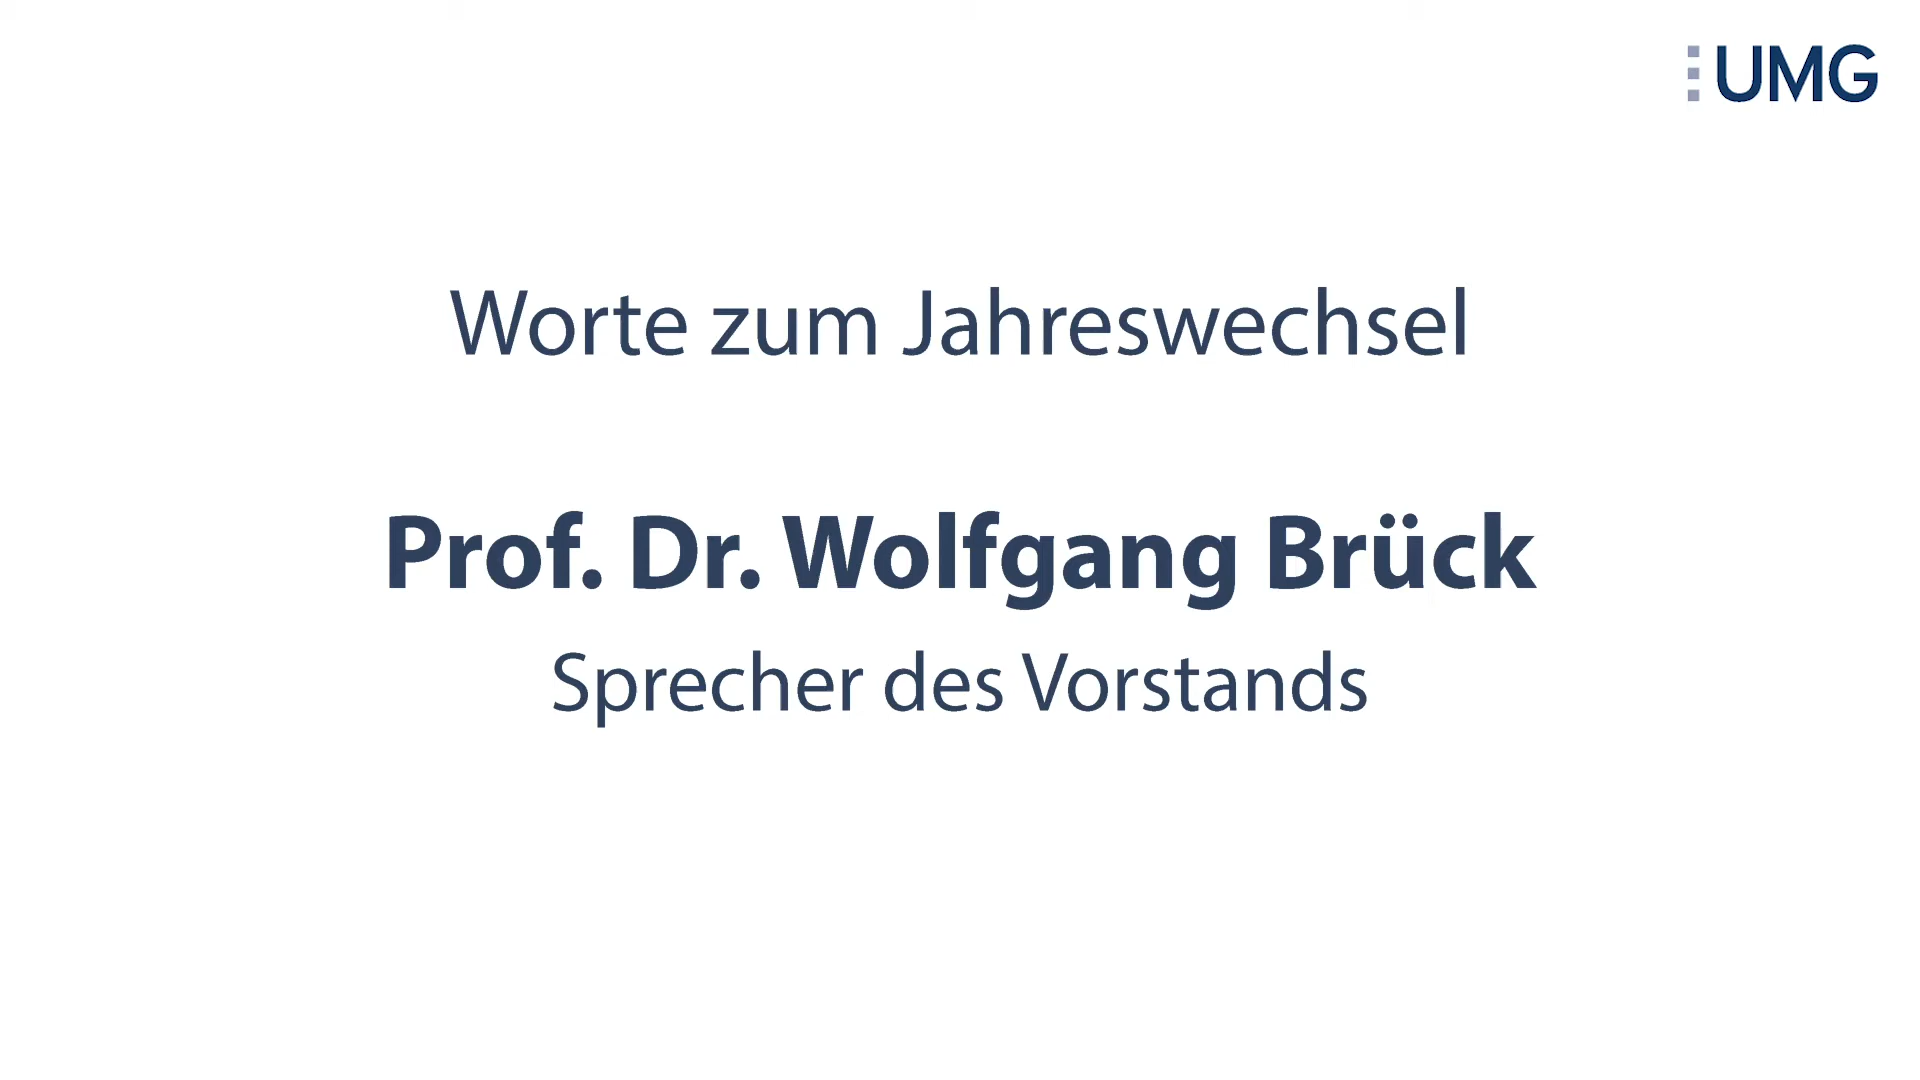 UMG
Worte zum Jahreswechsel
Prof. Dr. Wolfgang Brück
Sprecher des Vorstands